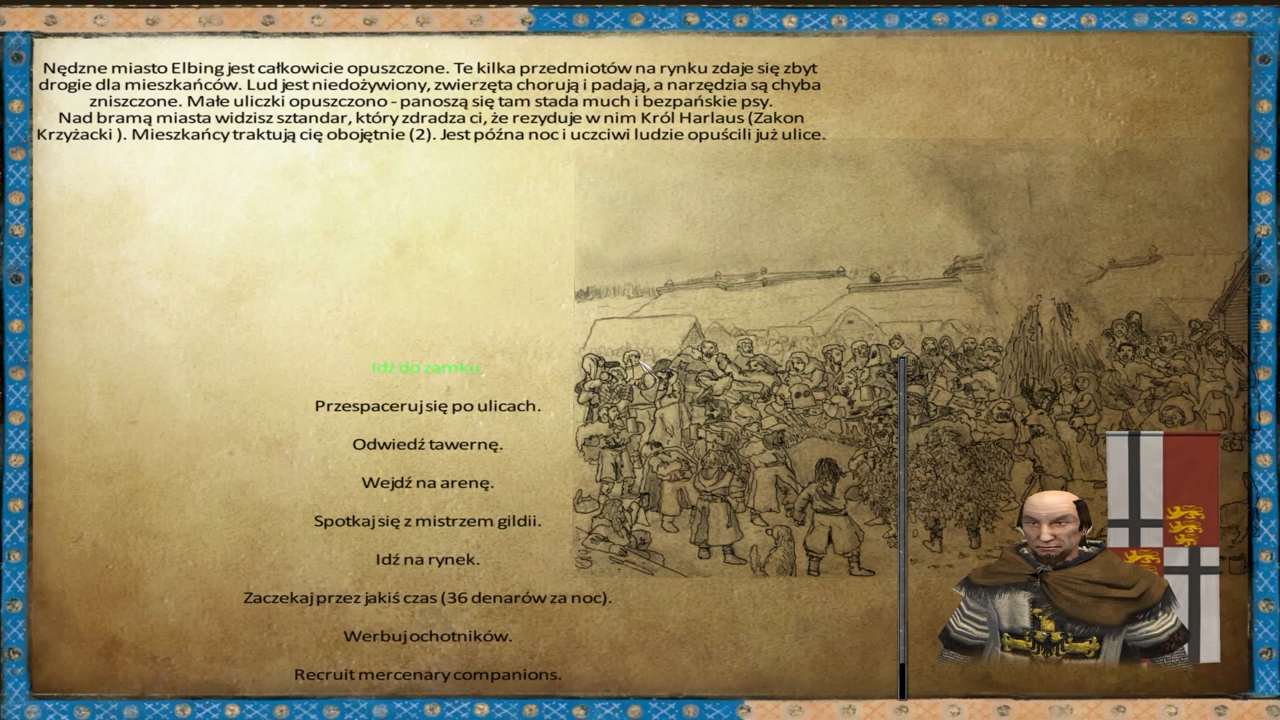 Nędzne miasto Elbing jest całkowicie opuszczone. Te kilka przedmiotów na rynku zdaje się zbyt
drogie dla mieszkańców. Lud jest niedożywiony, zwierzęta chorują i padają, a narzędzia są chyba
zniszczone. Małe uliczki opuszczono - panoszą się tam stada much i bezpańskie psy.
Nad bramą miasta widzisz sztandar, który zdradza ci, że rezyduje w nim Król Harlaus (Zakon
Krzyżacki ). Mieszkańcy traktują cię obojętnie (2). Jest późna noc i uczciwi ludzie opuścili już ulice.
Idź do zamku.
Przespaceruj się po ulicach.
Odwiedź tawernę.
Wejdź na arenę.
Spotkaj się z mistrzem gildii.
Idź na rynek.
Zaczekaj przez jakiś czas (36 denarów za noc).
Werbuj ochotników.
Recruit mercenary companions.